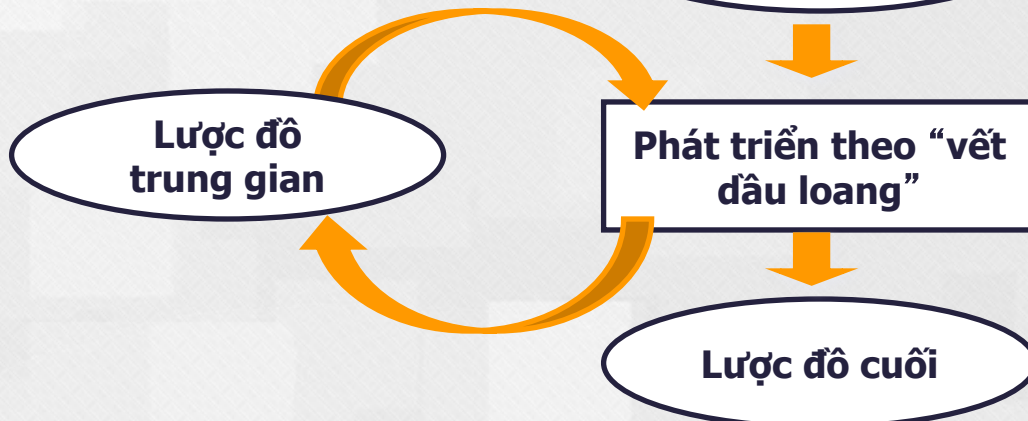 Lược đồ
trung gian
Phát triển theo “vết
dầu loang”
Lược đồ cuối